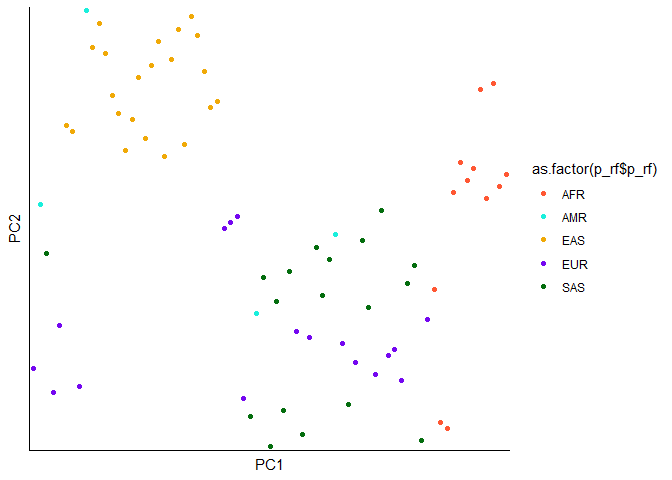 PC2
PC1
as.factor(p_rf$p_rf)
AFR
AMR
EAS
EUR
SAS